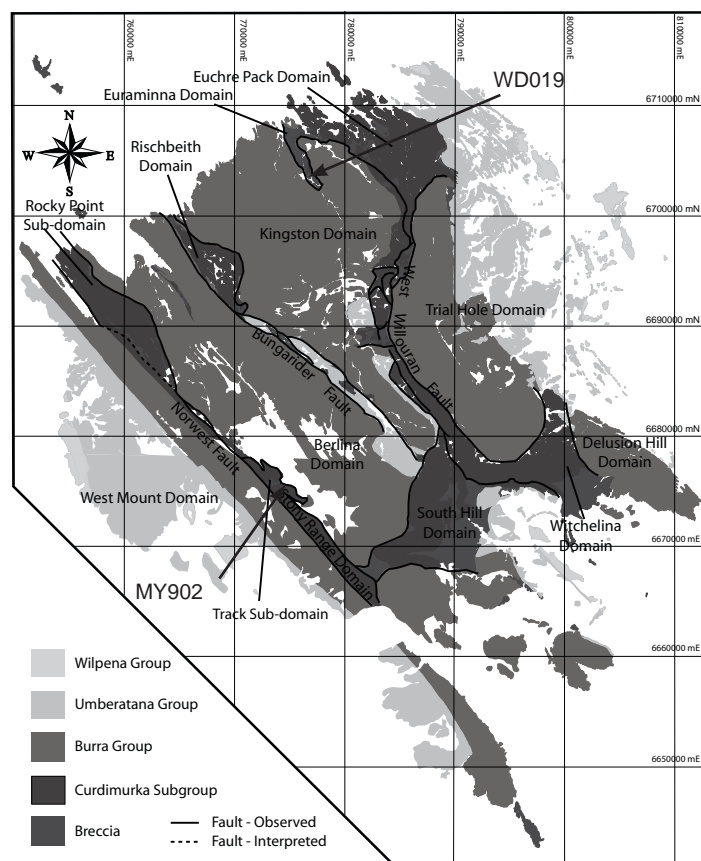 760000 mE
770000 mE
780000 mE
790000 mE
800000 mE
810000 mE
Euchre Pack Domain
WD019
Euraminna Domain
6710000 mN
N
W
E
S
Rischbeith
Domain
Rocky Point
Sub-domain
6700000 mN
Kingston Domain
West Willouran Fault
Trial Hole Domain
6690000 mN
Bungarider Fault
6680000 mN
Norwest Fault
Berlina
Domain
Delusion Hill
Domain
West Mount Domain
South Hill
Domain
Irony Range Domain
Witchelina
Domain
6670000 mN
MY902
Track Sub-domain
6660000 mN
Wilpena Group
Umberatana Group
Burra Group
6650000 mE
Curdimurka Subgroup
Breccia
Fault - Observed
Fault - Interpreted